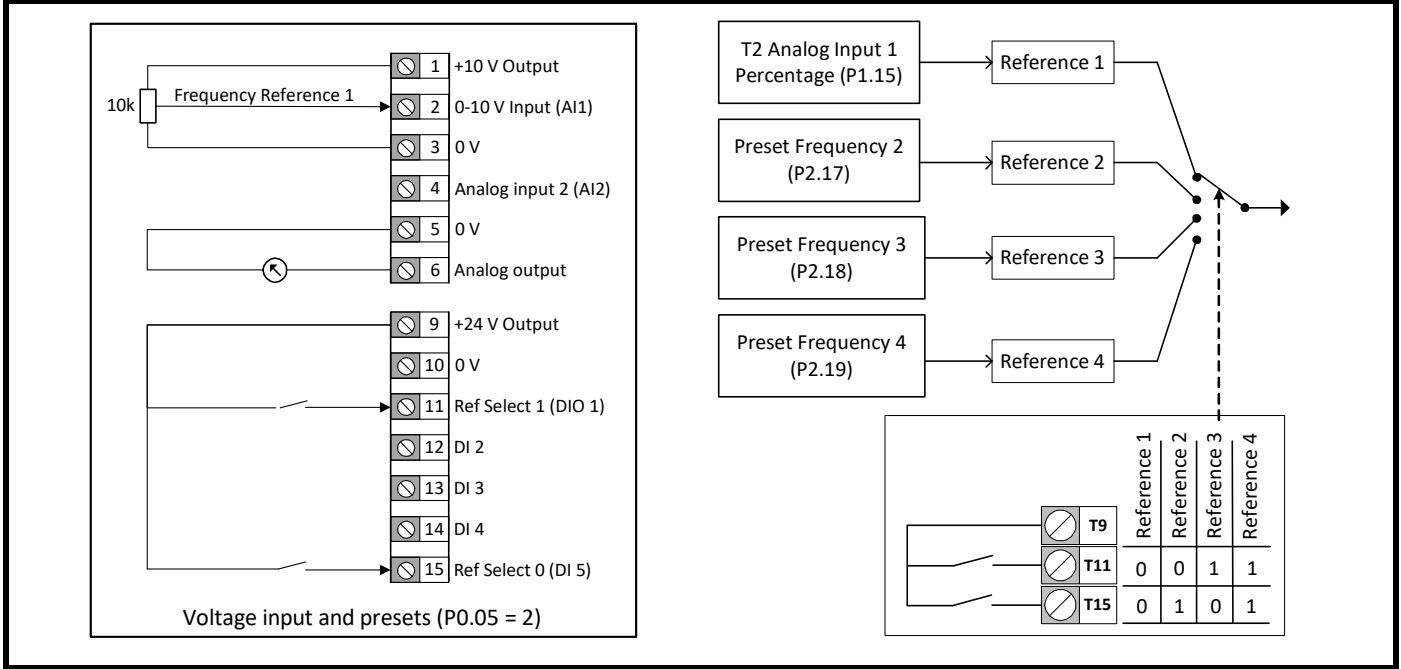 1 +10 V Output
10k
Frequency Reference 1
2 0-10 V Input (AI1)
3 0 V
4 Analog input 2 (AI2)
5 0 V
6 Analog output
9 +24 V Output
10 0 V
11 Ref Select 1 (DIO 1)
12 DI 2
13 DI 3
14 DI 4
15 Ref Select 0 (DI 5)
Voltage input and presets (P0.05 = 2)
T2 Analog Input 1
Percentage (P1.15)
Reference 1
Preset Frequency 2
(P2.17)
Reference 2
Preset Frequency 3
(P2.18)
Reference 3
Preset Frequency 4
(P2.19)
Reference 4
Reference 1
Reference 2
Reference 3
Reference 4
T9
T11 0 0 1 1
T15 0 1 0 1